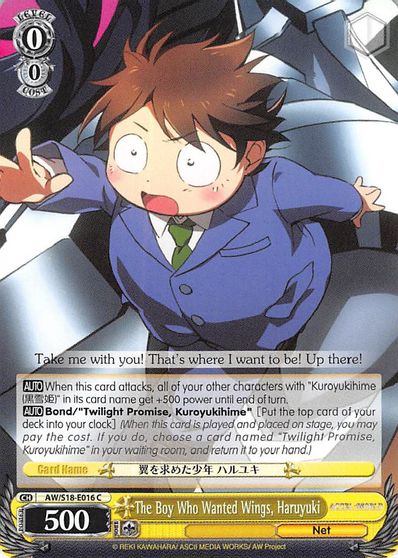 LEVEL
0
0
COST
Take me with you! That's where I want to be! Up there!
AUTO When this card attacks, all of your other characters with "Kuroyukihime
(黒雪姫)" in its card name get +500 power until end of turn.
AUTO Bond/"Twilight Promise, Kuroyukihime" [Put the top card of
your deck into your clock] (When this card is played and placed on stage, you may
pay the cost. If you do, choose a card named "Twilight Promise,
Kuroyukihime" in your waiting room, and return it to your hand.)
Card Name 翼を求めた少年 ハルユキ
CH AW/S18-E016 C
The Boy Who Wanted Wings, Haruyuki
ACCEL WORLD
500
Net
© REKI KAWAHARA/ ASCII MEDIA WORKS/ AW Project